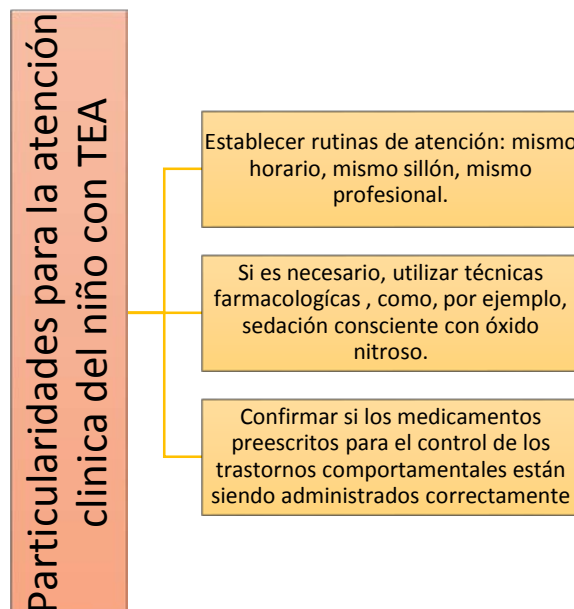 Particularidades para la atención
clinica del niño con TEA
Establecer rutinas de atención: mismo
horario, mismo sillón, mismo
profesional.
Si es necesario, utilizar técnicas
farmacologícas , como, por ejemplo,
sedación consciente con óxido
nitroso.
Confirmar si los medicamentos
preescritos para el control de los
trastornos comportamentales están
siendo administrados correctamente